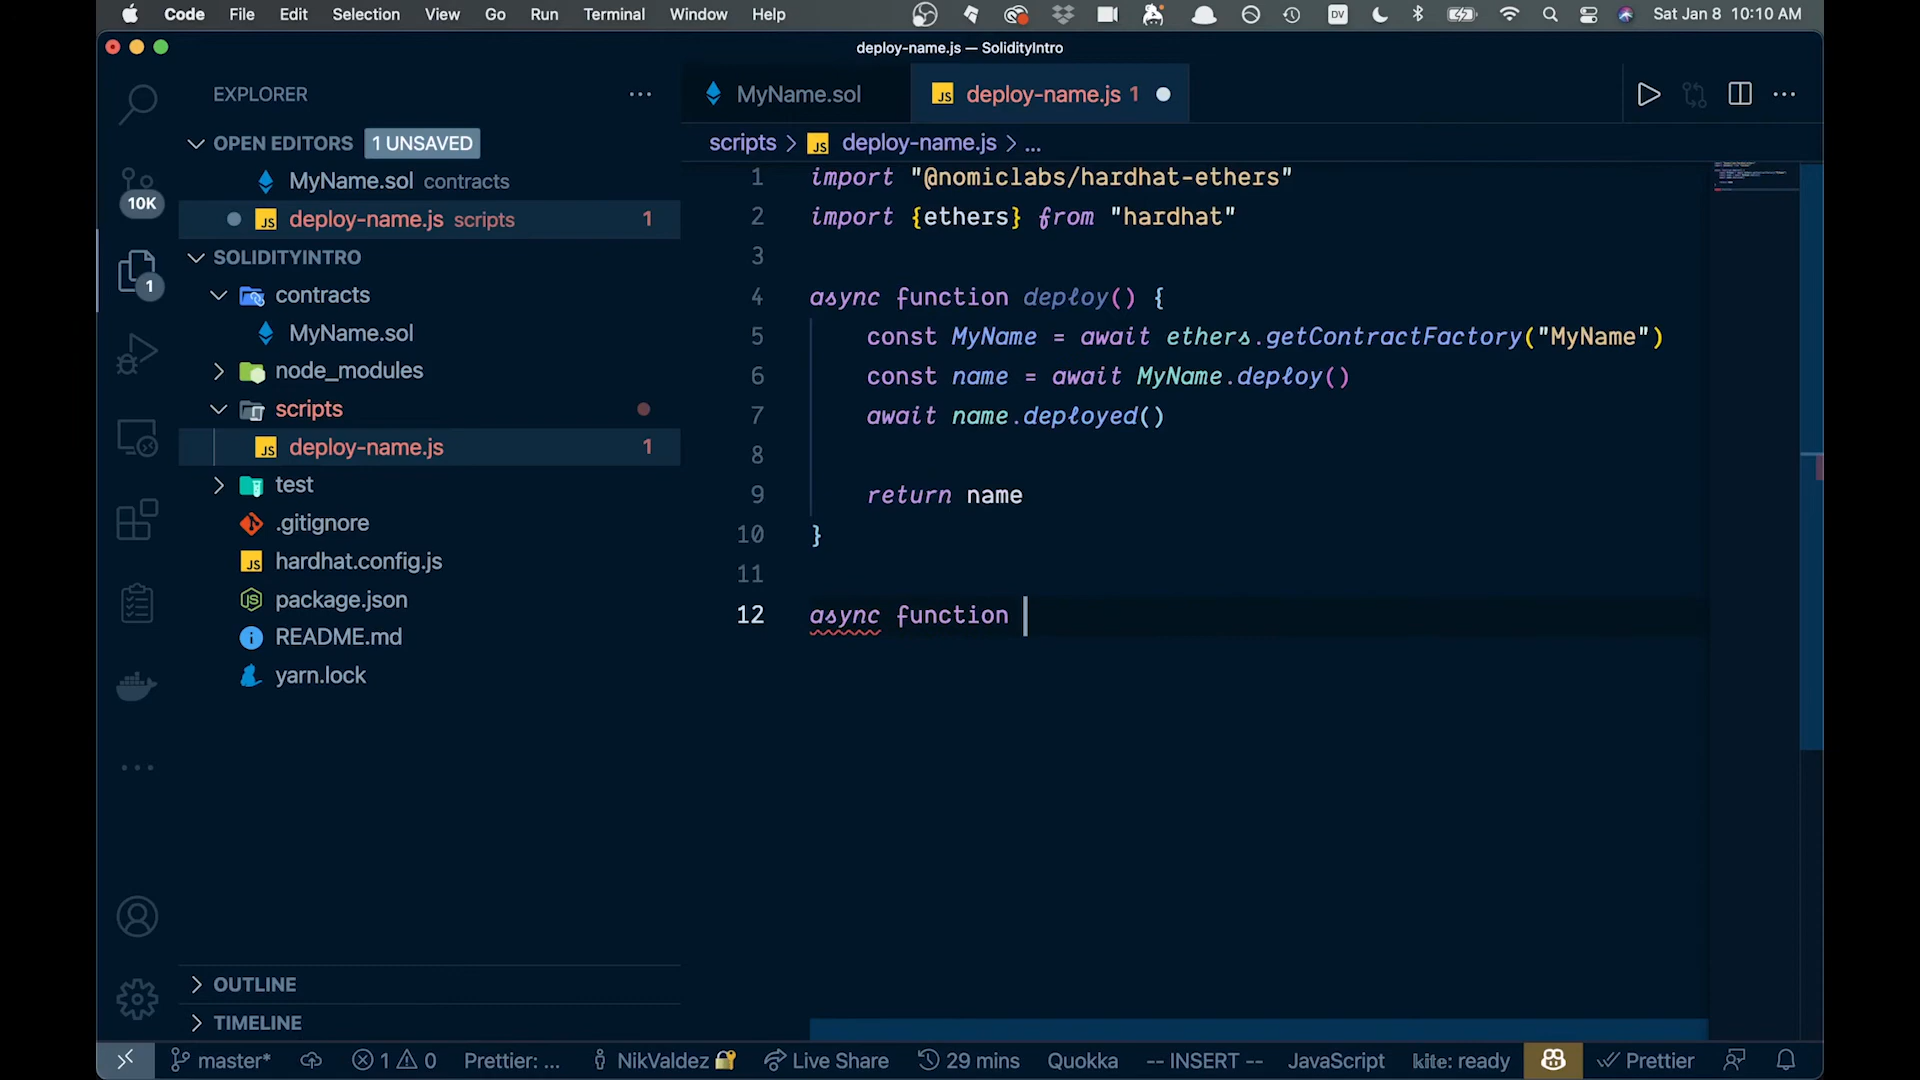 Code File Edit Selection View Go Run Terminal Window Help DV Sat Jan 8 10:10 AM
deploy-name.js — SolidityIntro
EXPLORER
MyName.sol
JS deploy-name.js 1
OPEN EDITORS 1 UNSAVED
scripts > JS deploy-name.js > ...
MyName.sol contracts
JS deploy-name.js scripts 1
10K
SOLIDITYINTRO
1
contracts
MyName.sol
node_modules
scripts
JS deploy-name.js 1
test
.gitignore
JS hardhat.config.js
package.json
README.md
yarn.lock
OUTLINE
TIMELINE
1 import "@nomiclabs/hardhat-ethers"
2 import {ethers} from "hardhat"
3
4 async function deploy() {
5 const MyName = await ethers.getContractFactory("MyName")
6 const name = await MyName.deploy()
7 await name.deployed()
8
9 return name
10 }
11
12 async function
master* 1 0 Prettier: ... NikValdez Live Share 29 mins Quokka -- INSERT -- JavaScript kite: ready Prettier